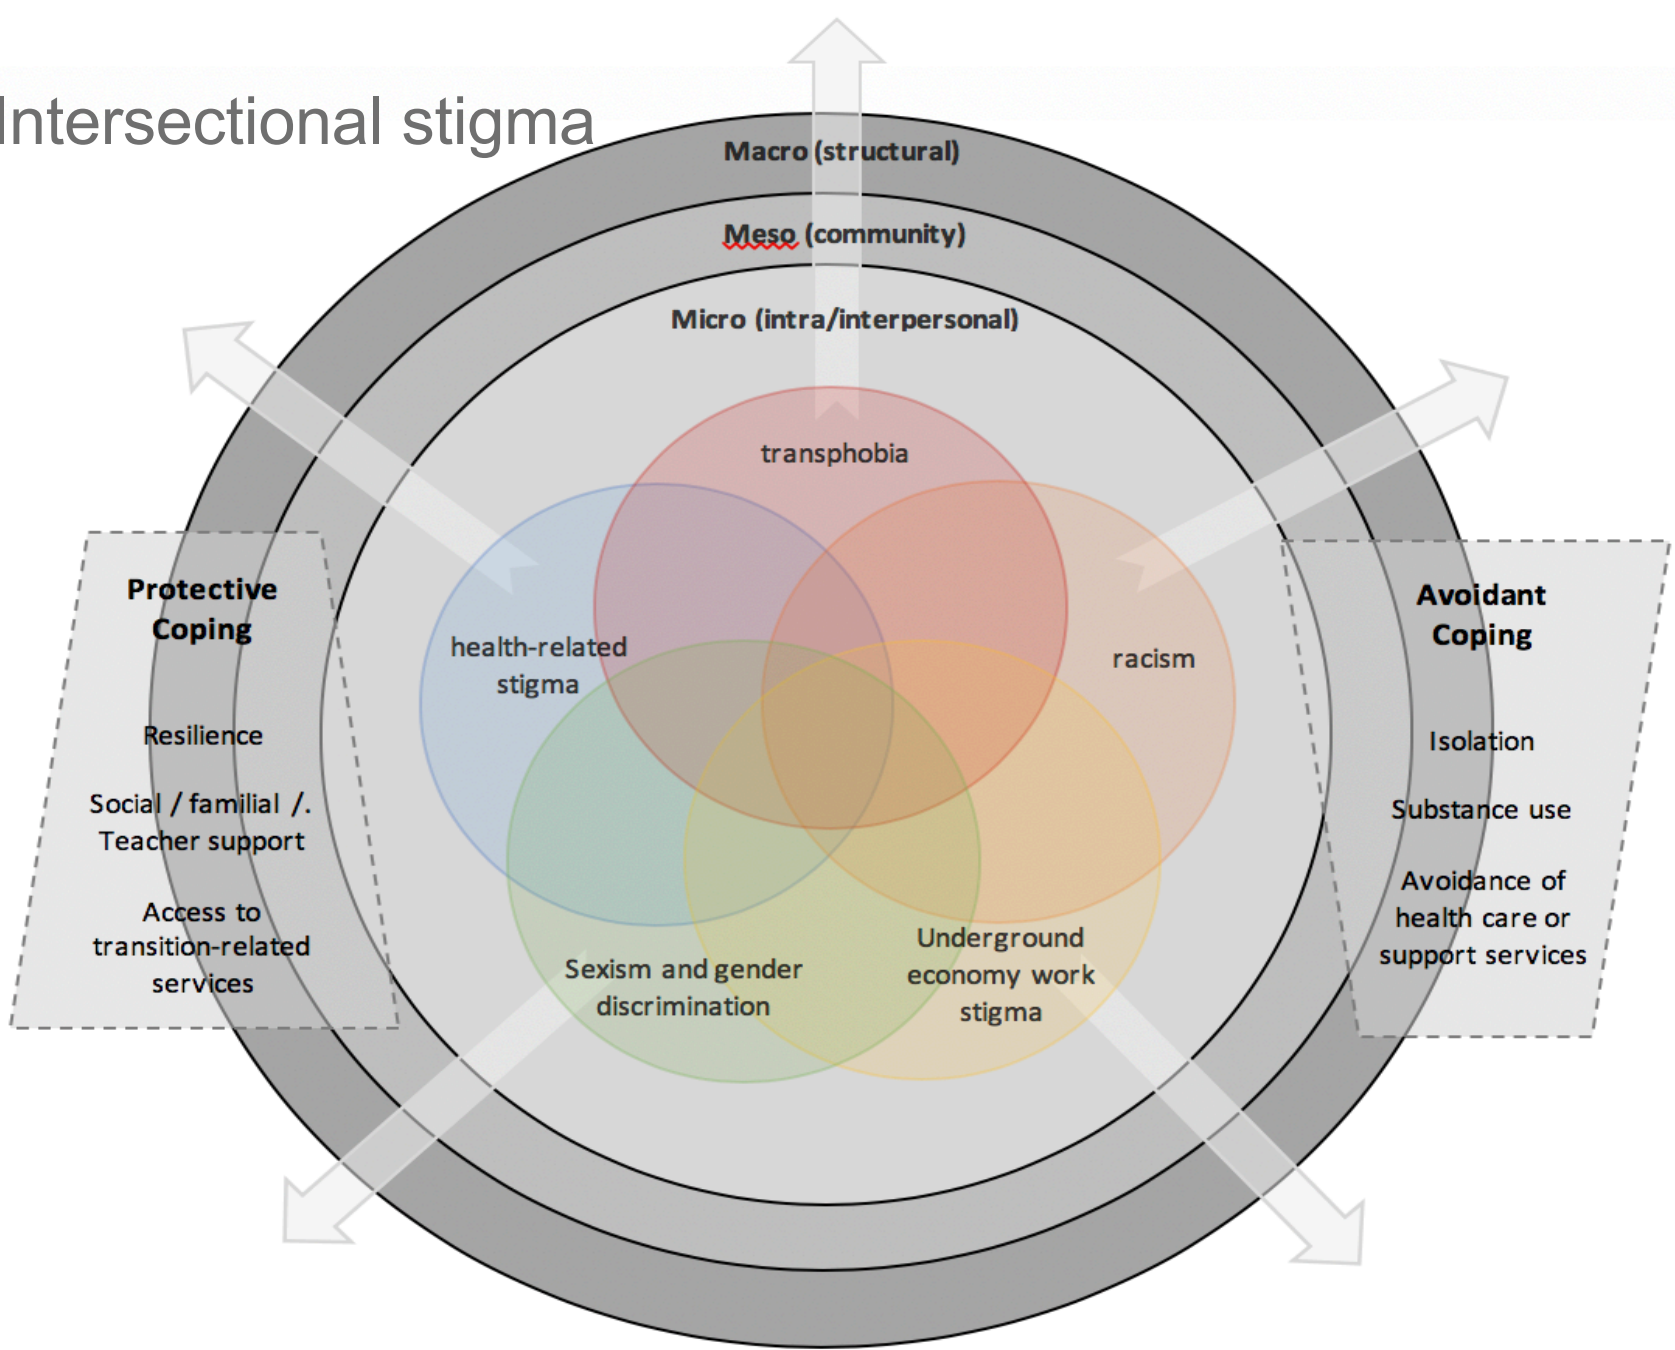 Intersectional stigma
Macro (structural)
Meso (community)
Micro (intra/interpersonal)
transphobia
health-related
stigma
racism
Sexism and gender
discrimination
Underground
economy work
stigma
Protective
Coping
Resilience
Social / familial /.
Teacher support
Access to
transition-related
services
Avoidant
Coping
Isolation
Substance use
Avoidance of
health care or
support services